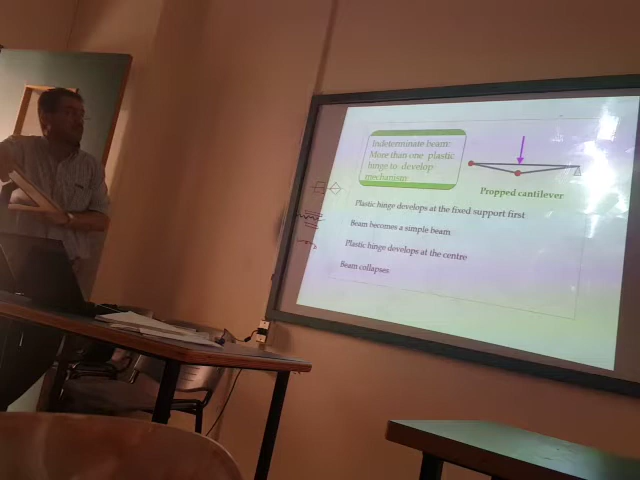 Indeterminate beam:
More than one plastic
hinge to develop
mechanism
Propped cantilever
Plastic hinge develops at the fixed support first
Beam becomes a simple beam
Plastic hinge develops at the centre
Beam collapses